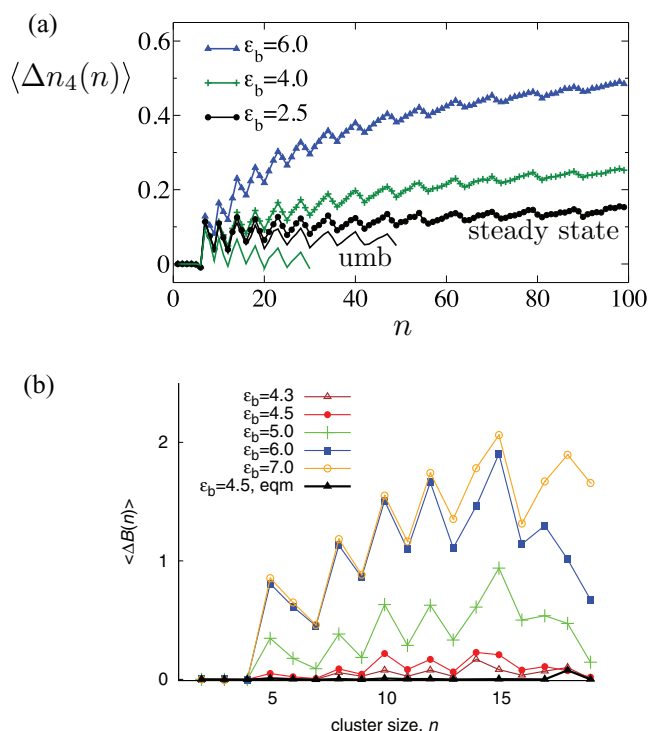 (a)
0.6
0.4
0.2
0
⟨Δn₄(n)⟩
ε_b=6.0
ε_b=4.0
ε_b=2.5
steady state
umb
0 20 40 60 80 100
n
(b)
ε_b=4.3
ε_b=4.5
ε_b=5.0
ε_b=6.0
ε_b=7.0
ε_b=4.5, eqm
2
1
0
<ΔB(n)>
5 10 15
cluster size, n